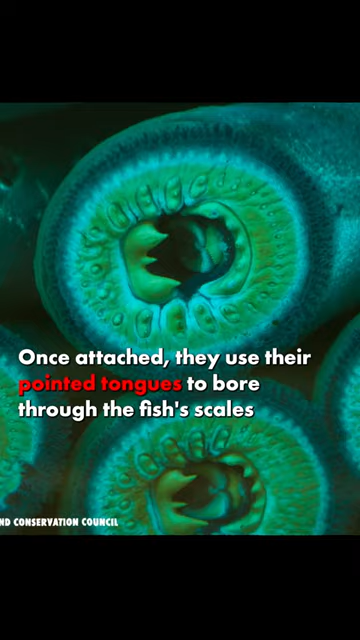 Once attached, they use their
pointed tongues to bore
through the fish's scales
ND CONSERVATION COUNCIL